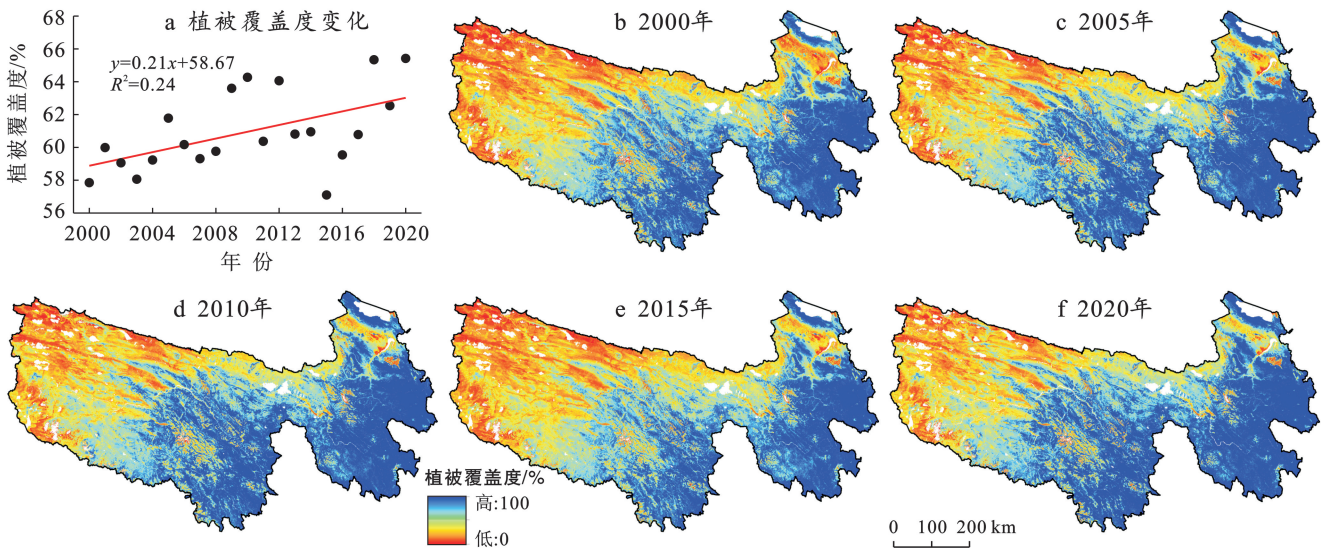 a 植被覆盖度变化
植被覆盖度/%
68
66
64
62
60
58
56
y=0.21x+58.67
R²=0.24
2000 2004 2008 2012 2016 2020
年 份
b 2000年
c 2005年
d 2010年
e 2015年
f 2020年
植被覆盖度/%
高:100
低:0
0 100 200 km